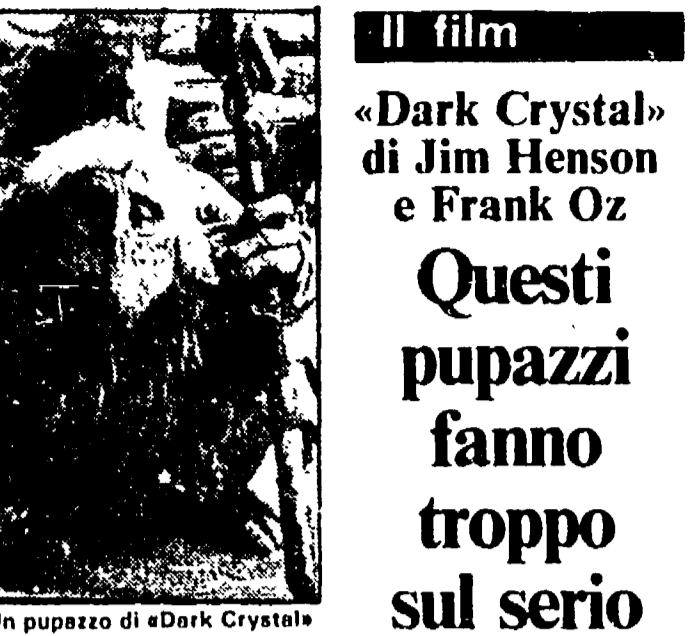 Il film
«Dark Crystal»
di Jim Henson
e Frank Oz
Questi
pupazzi
fanno
troppo
sul serio
Un pupazzo di «Dark Crystal»